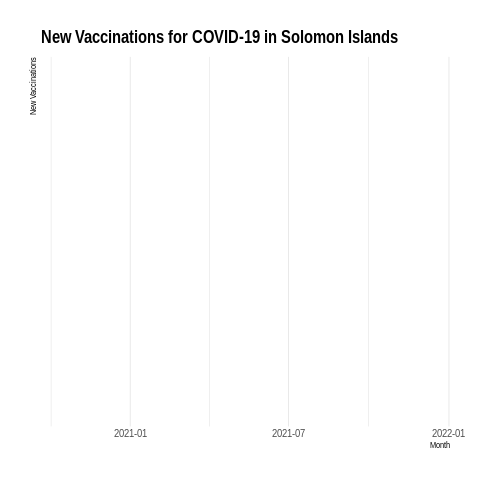 New Vaccinations for COVID-19 in Solomon Islands
New Vaccinations
2021-01
2021-07
2022-01
Month